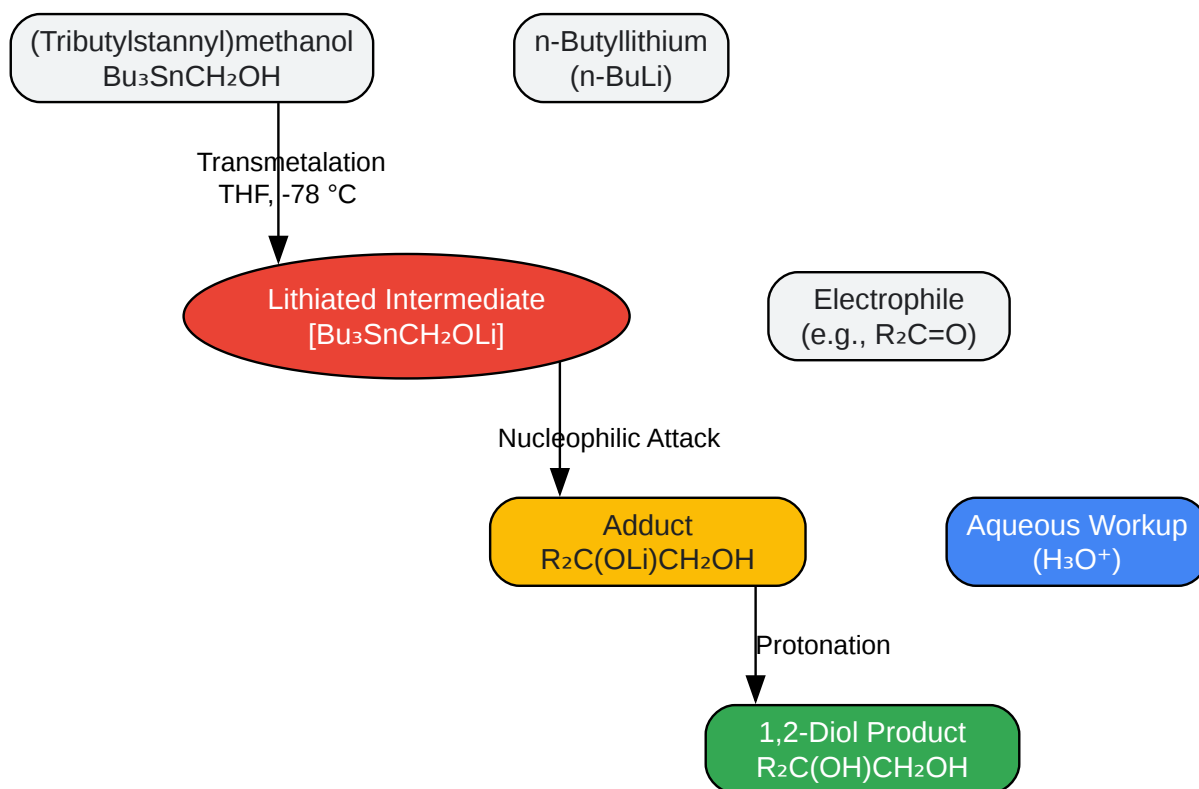 (Tributylstannyl)methanol
Bu₃SnCH₂OH
n-Butyllithium
(n-BuLi)
Transmetalation
THF, -78 °C
Lithiated Intermediate
[Bu₃SnCH₂OLi]
Electrophile
(e.g., R₂C=O)
Nucleophilic Attack
Adduct
R₂C(OLi)CH₂OH
Aqueous Workup
(H₃O⁺)
Protonation
1,2-Diol Product
R₂C(OH)CH₂OH